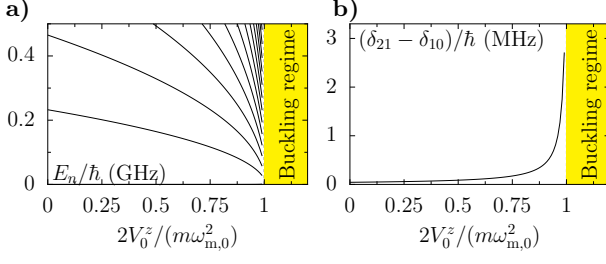 a)
0.4
0.2
0
E_n/ℏ (GHz)
Buckling regime
0 0.25 0.5 0.75 1
2V_0^z/(mω_{m,0}^2)
b)
(δ_{21} − δ_{10})/ℏ (MHz)
3
2
1
0
Buckling regime
0 0.25 0.5 0.75 1
2V_0^z/(mω_{m,0}^2)